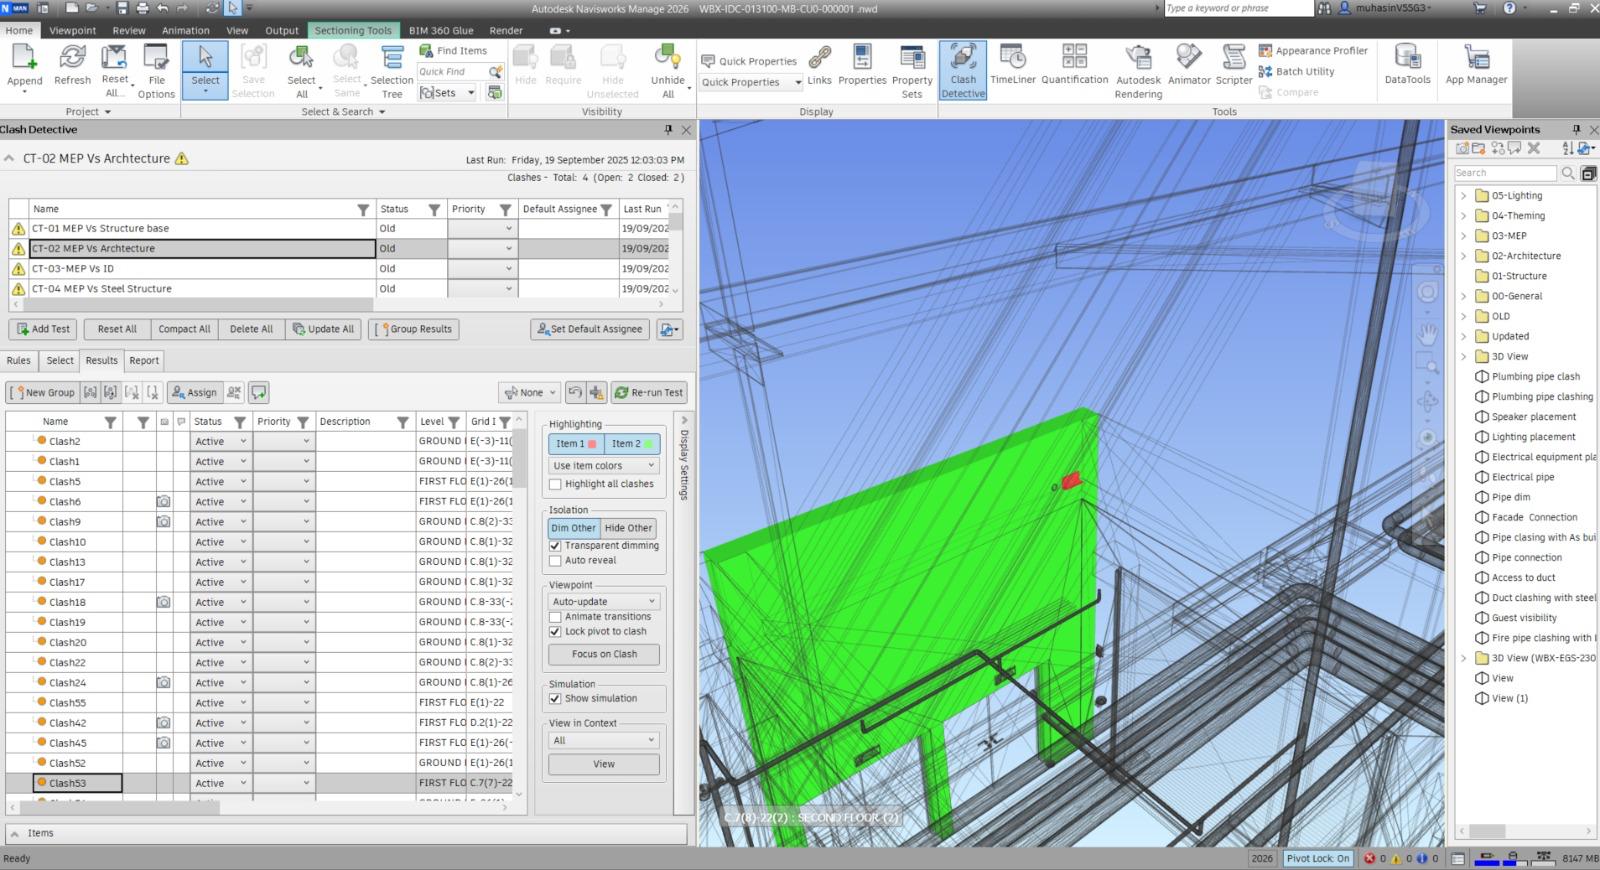 MAN
Autodesk Navisworks Manage 2026 WBX-IDC-013100-MB-CU0-000001 .nwd
Type a keyword or phrase
muhasinV55G3
Home Viewpoint Review Animation View Output Sectioning Tools BIM 360 Glue Render
Append
Refresh
Reset All...
File Options
Project
Select
Save Selection
Select All
Select Same
Selection Tree
Find Items
Quick Find
Sets
Select & Search
Hide
Require
Hide Unselected
Unhide All
Visibility
Quick Properties
Quick Properties
Links
Properties
Property Sets
Display
Clash Detective
TimeLiner
Quantification
Autodesk Rendering
Animator
Scripter
Appearance Profiler
Batch Utility
Compare
Tools
DataTools
App Manager
Clash Detective
CT-02 MEP Vs Archtecture
Last Run: Friday, 19 September 2025 12:03:03 PM
Clashes - Total: 4 (Open: 2 Closed: 2)
Name Status Priority Default Assignee Last Run
CT-01 MEP Vs Structure base Old 19/09/202
CT-02 MEP Vs Archtecture Old 19/09/202
CT-03-MEP Vs ID Old 19/09/202
CT-04 MEP Vs Steel Structure Old 19/09/202
Add Test Reset All Compact All Delete All Update All Group Results Set Default Assignee
Rules Select Results Report
New Group Assign None Re-run Test
Name Status Priority Description Level Grid I
Clash2 Active GROUND E(-3)-11(
Clash1 Active GROUND E(-3)-11(
Clash5 Active FIRST FLO E(1)-26(1
Clash6 Active FIRST FLO E(1)-26(1
Clash9 Active GROUND C.8(2)-33
Clash10 Active GROUND C.8(1)-32
Clash13 Active GROUND C.8(1)-32
Clash17 Active GROUND C.8(1)-32
Clash18 Active GROUND C.8-33(-2
Clash19 Active GROUND C.8-33(-2
Clash20 Active GROUND C.8(1)-32
Clash22 Active GROUND C.8(2)-33
Clash24 Active GROUND C.8(1)-26
Clash55 Active FIRST FLO E(1)-22
Clash42 Active FIRST FLO D.2(1)-22
Clash45 Active FIRST FLO E(1)-26(-
Clash52 Active GROUND E(1)-26(-
Clash53 Active FIRST FLO C.7(7)-22
Items
Highlighting
Item 1 Item 2
Use item colors
Highlight all clashes
Isolation
Dim Other Hide Other
Transparent dimming
Auto reveal
Viewpoint
Auto-update
Animate transitions
Lock pivot to clash
Focus on Clash
Simulation
Show simulation
View in Context
All
View
Display Settings
C.7(8)-22(2) : SECOND FLOOR (2)
Saved Viewpoints
Search
05-Lighting
04-Theming
03-MEP
02-Architecture
01-Structure
00-General
OLD
Updated
3D View
Plumbing pipe clash
Plumbing pipe clashing
Speaker placement
Lighting placement
Electrical equipment pla
Electrical pipe
Pipe dim
Facade Connection
Pipe clasing with As bui
Pipe connection
Access to duct
Duct clashing with steel
Guest visibility
Fire pipe clashing with I
3D View (WBX-EGS-230
View
View (1)
Ready
2026 Pivot Lock: On 0 0 0 8147 MB